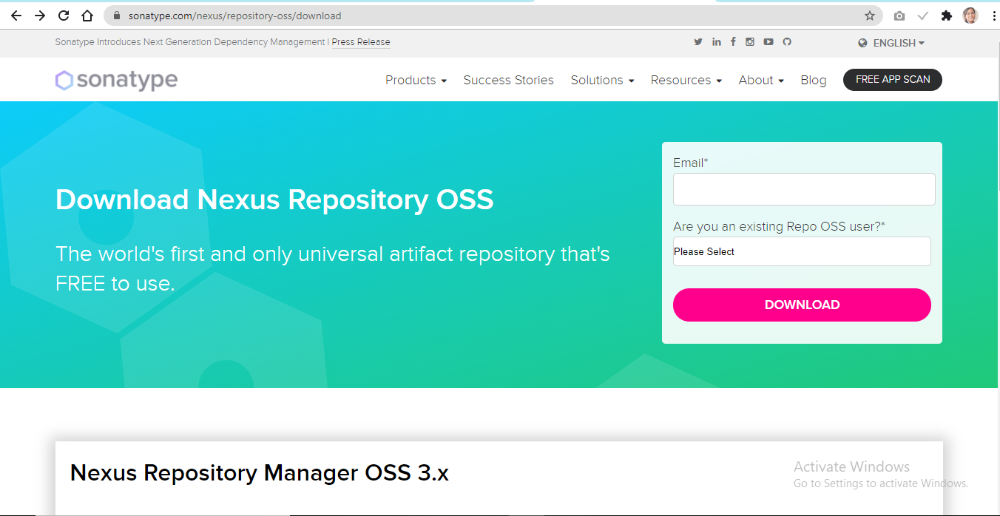 sonatype.com/nexus/repository-oss/download
Sonatype Introduces Next Generation Dependency Management | Press Release
ENGLISH
sonatype
Products
Success Stories
Solutions
Resources
About
Blog
FREE APP SCAN
Download Nexus Repository OSS
The world's first and only universal artifact repository that's
FREE to use.
Email*
Are you an existing Repo OSS user?*
Please Select
DOWNLOAD
Nexus Repository Manager OSS 3.x
Activate Windows
Go to Settings to activate Windows.